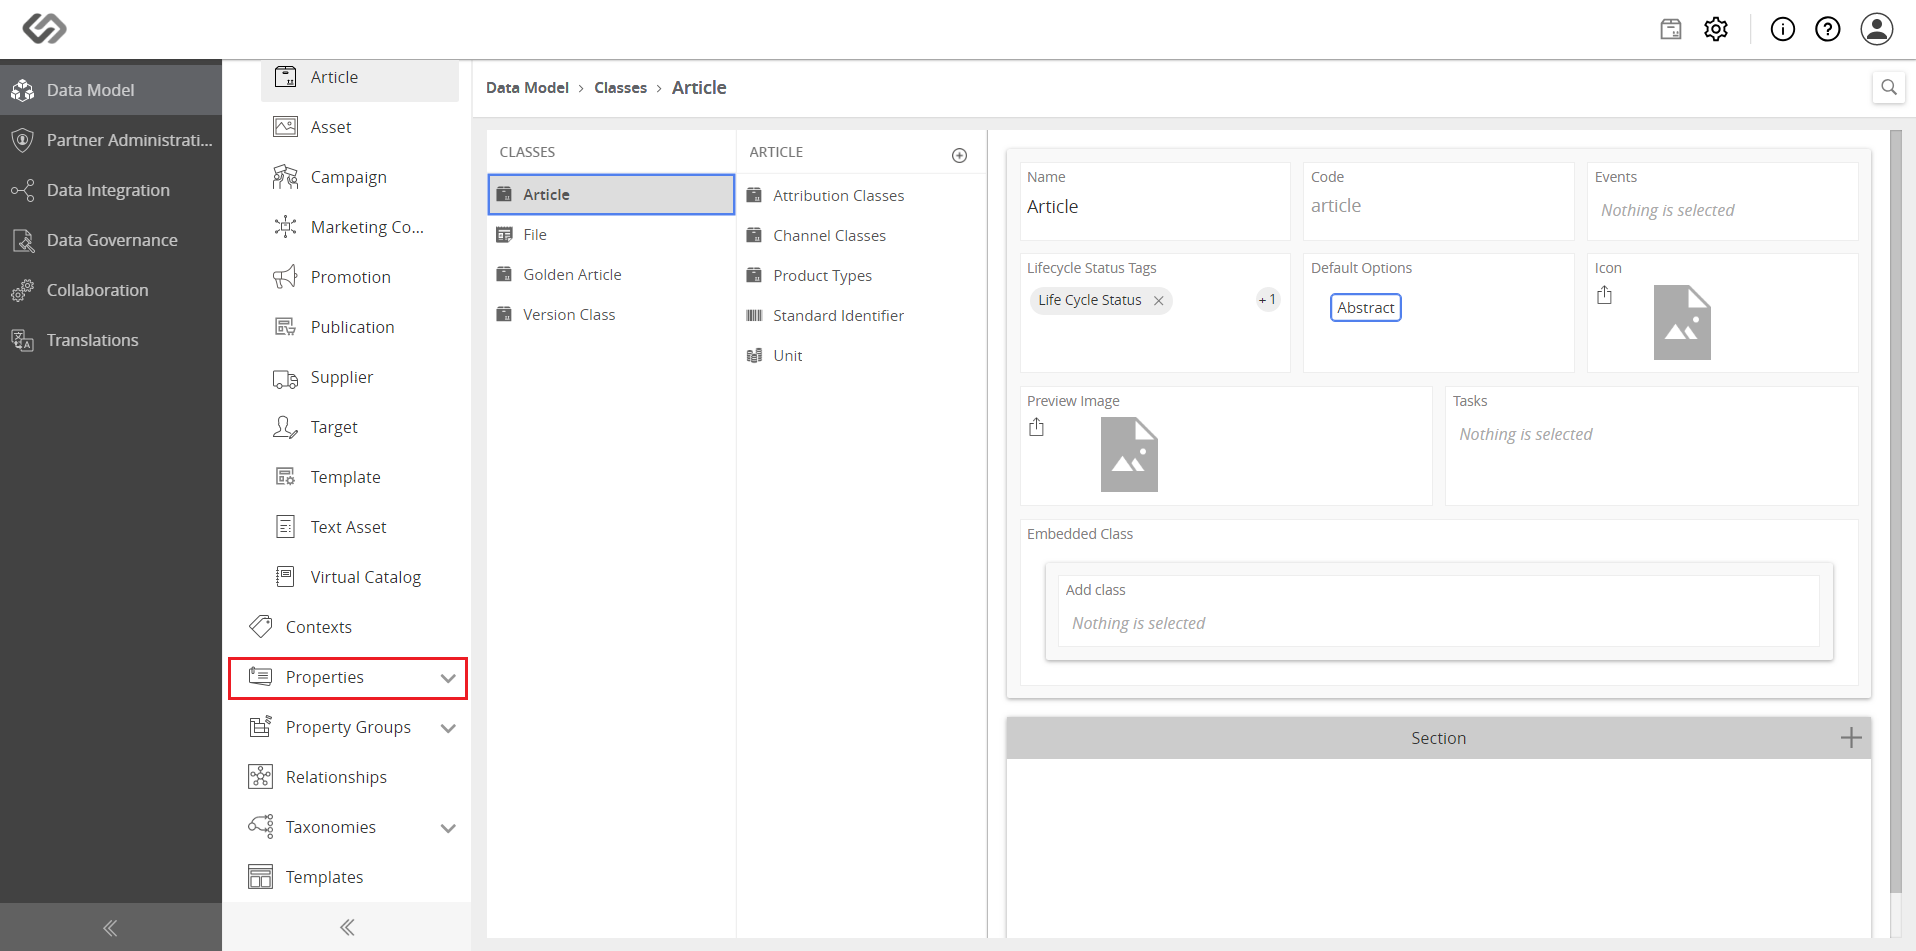 Data Model
Partner Administrati...
Data Integration
Data Governance
Collaboration
Translations
Article
Asset
Campaign
Marketing Co...
Promotion
Publication
Supplier
Target
Template
Text Asset
Virtual Catalog
Contexts
Properties
Property Groups
Relationships
Taxonomies
Templates
Data Model › Classes › Article
CLASSES
Article
File
Golden Article
Version Class
ARTICLE
Attribution Classes
Channel Classes
Product Types
Standard Identifier
Unit
Name
Article
Code
article
Events
Nothing is selected
Lifecycle Status Tags
Life Cycle Status
+1
Default Options
Abstract
Icon
Preview Image
Tasks
Nothing is selected
Embedded Class
Add class
Nothing is selected
Section